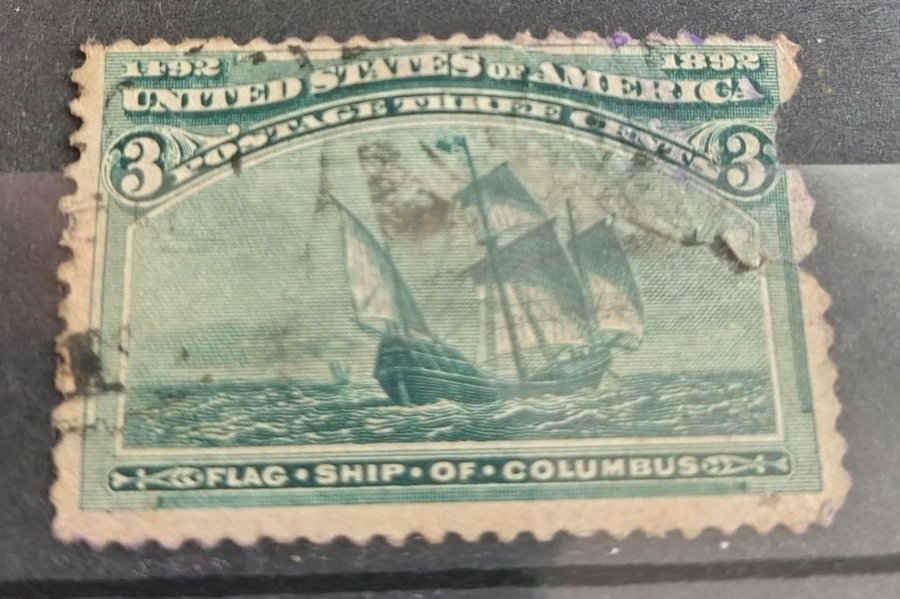 1492 1892
UNITED STATES OF AMERICA
3 POSTAGE THREE CENTS 3
FLAG • SHIP • OF • COLUMBUS